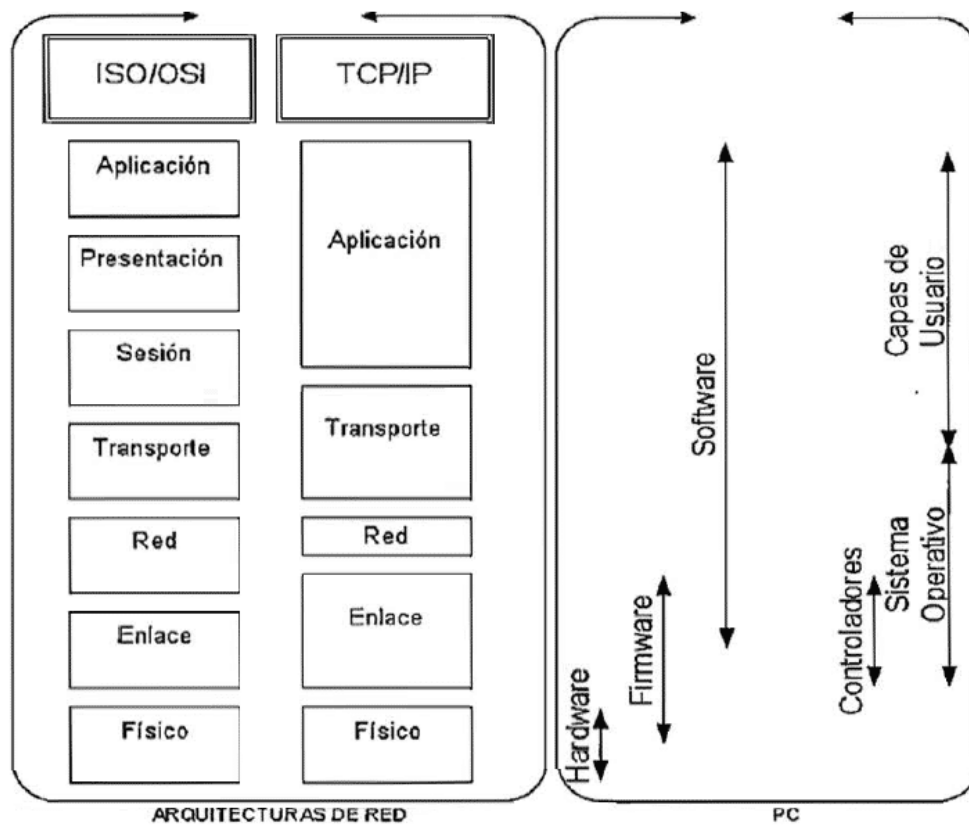 ISO/OSI
TCP/IP
Aplicación
Presentación
Sesión
Transporte
Red
Enlace
Físico
Aplicación
Transporte
Red
Enlace
Físico
ARQUITECTURAS DE RED
Hardware
Firmware
Software
Controladores
Sistema
Operativo
Capas de
Usuario
PC